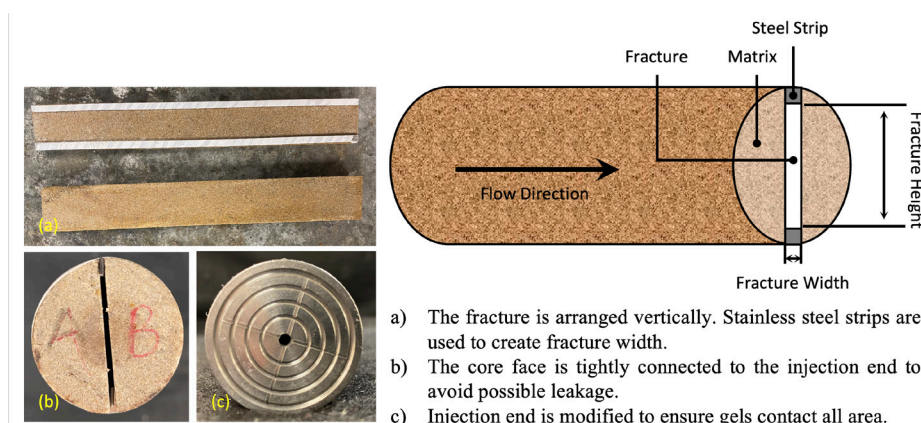 (a)
(b)
(c)
A B
Steel Strip
Fracture
Matrix
Flow Direction
Fracture Height
Fracture Width
a) The fracture is arranged vertically. Stainless steel strips are
used to create fracture width.
b) The core face is tightly connected to the injection end to
avoid possible leakage.
c) Injection end is modified to ensure gels contact all area.